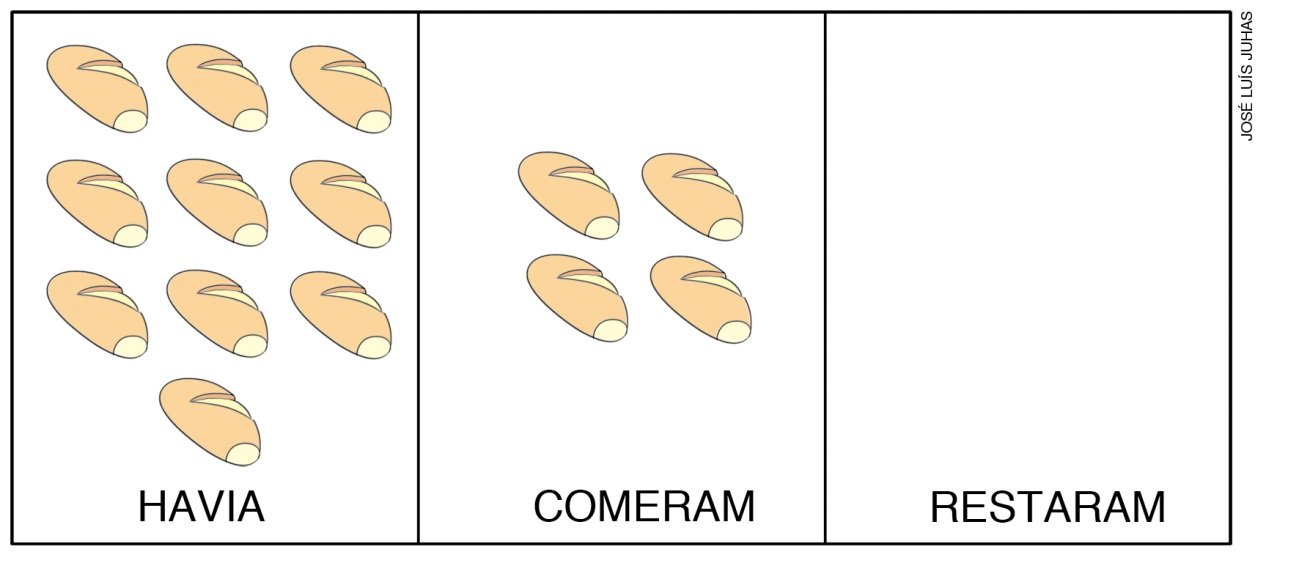 HAVIA
COMERAM
RESTARAM
JOSÉ LUÍS JUHAS